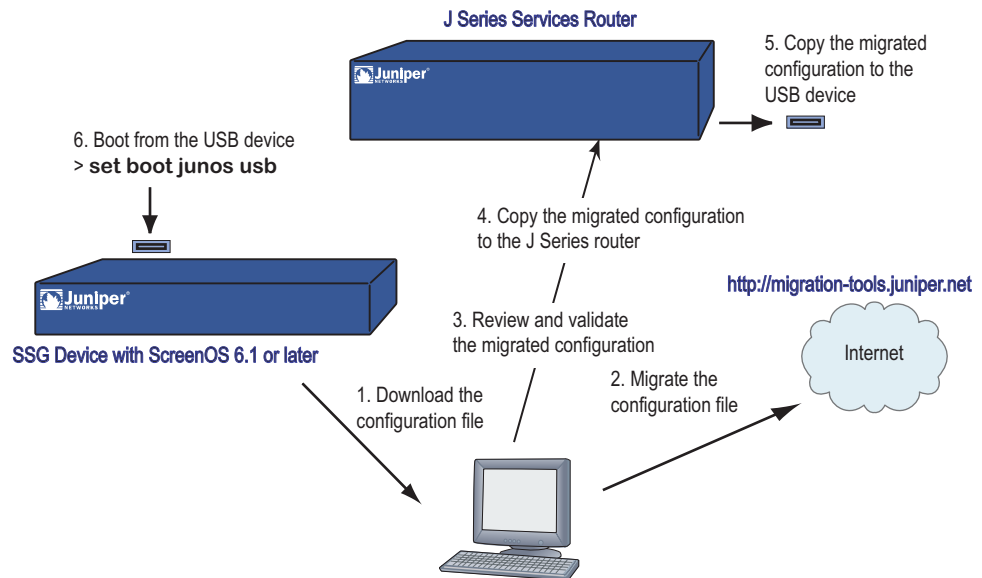 J Series Services Router
Juniper
NETWORKS
5. Copy the migrated
configuration to the
USB device
6. Boot from the USB device
> set boot junos usb
4. Copy the migrated configuration
to the J Series router
Juniper
NETWORKS
SSG Device with ScreenOS 6.1 or later
http://migration-tools.juniper.net
Internet
3. Review and validate
the migrated configuration
2. Migrate the
configuration file
1. Download the
configuration file